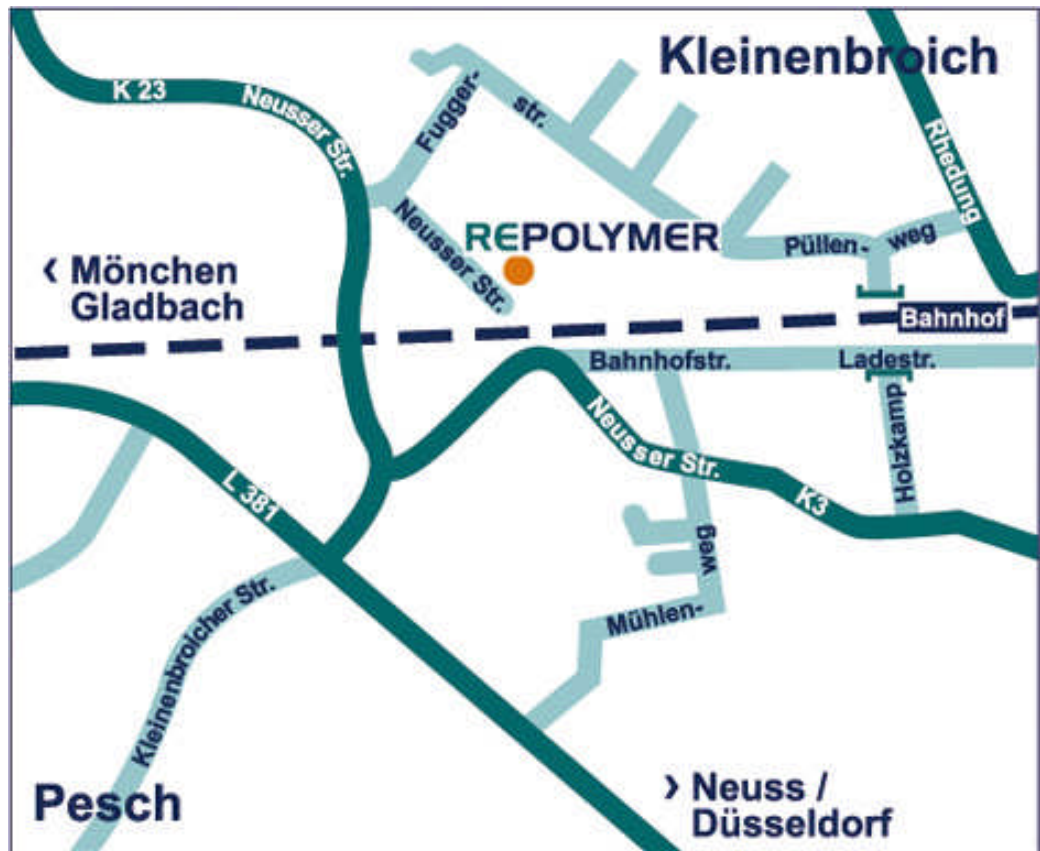 Kleinenbroich
K 23
Neusser Str.
Fugger-
str.
Rhedung
Neusser Str.
REPOLYMER
Püllen-
weg
‹ Mönchen
Gladbach
Bahnhof
Bahnhofstr.
Ladestr.
Neusser Str.
K3
Holzkamp
L 381
weg
Mühlen-
Kleinenbroicher Str.
Pesch
› Neuss /
Düsseldorf